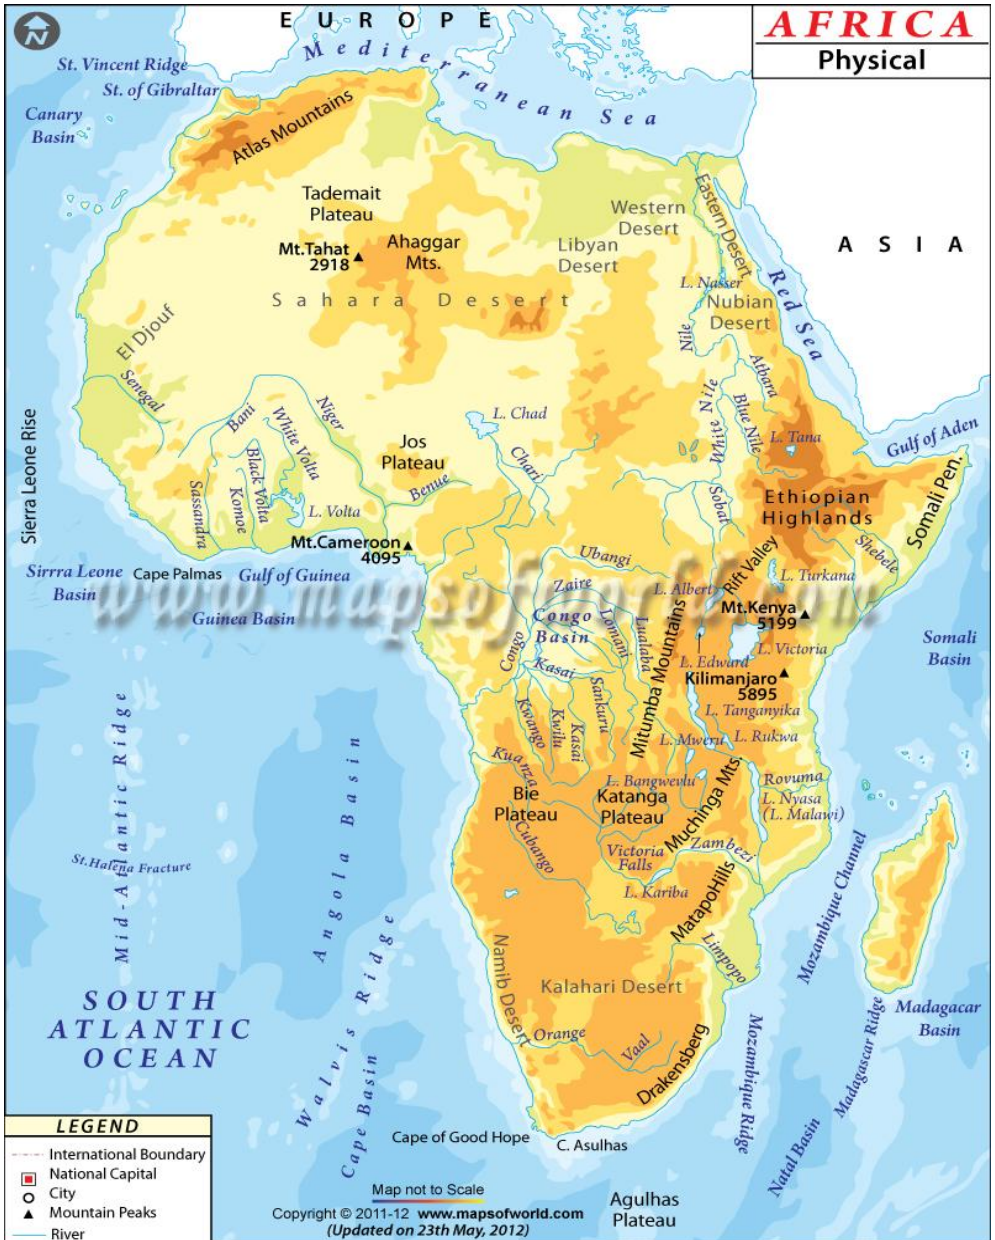 N
EUROPE
AFRICA
Physical
Mediterranean Sea
St. Vincent Ridge
St. of Gibraltar
Canary
Basin
Atlas Mountains
Tademait
Plateau
Mt.Tahat
2918
Ahaggar
Mts.
Western
Desert
Eastern Desert
Libyan
Desert
ASIA
Sahara Desert
L. Nasser
Nubian
Desert
Red Sea
El Djouf
Nile
Senegal
Atbara
Bani
White Volta
Niger
L. Chad
White Nile
Blue Nile
L. Tana
Gulf of Aden
Sierra Leone Rise
Jos
Plateau
Chari
Benue
Black Volta
Komoe
Sassandra
L. Volta
Sobat
Ethiopian
Highlands
Somali Pen.
Mt.Cameroon
4095
Shebele
Rift Valley
Ubangi
Sirrra Leone
Basin
Cape Palmas
Gulf of Guinea
Zaire
L. Albert
L. Turkana
www.mapsofworld.com
Guinea Basin
Congo
Basin
Lomani
Lualaba
Mt.Kenya
5199
Somali
Basin
Congo
L. Victoria
Kasai
L. Edward
Kilimanjaro
5895
Mitumba Mountains
Sankuru
Kwango
Kwilu
Kasai
L. Tanganyika
L. Mweru
L. Rukwa
Mid-Atlantic Ridge
Angola Basin
Kuanza
L. Bangwevlu
Rovuma
Bie
Plateau
Katanga
Plateau
Muchinga Mts.
L. Nyasa
(L. Malawi)
Cubango
Victoria
Falls
Zambezi
St.Halena Fracture
L. Kariba
MatapoHills
Mozambique Channel
Limpopo
Namib Desert
Kalahari Desert
SOUTH
ATLANTIC
OCEAN
Walvis Ridge
Orange
Vaal
Drakensberg
Mozambique Ridge
Madagascar Ridge
Madagacar
Basin
Cape Basin
Natal Basin
Cape of Good Hope
C. Asulhas
Agulhas
Plateau
LEGEND
International Boundary
National Capital
City
Mountain Peaks
River
Map not to Scale
Copyright © 2011-12 www.mapsofworld.com
(Updated on 23th May, 2012)